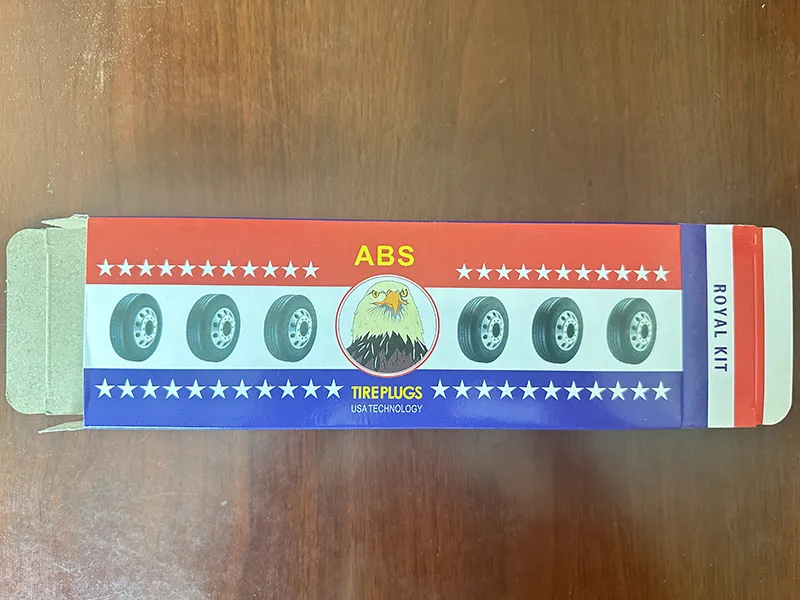 ABS
TIREPLUGS
USA TECHNOLOGY
ROYAL KIT